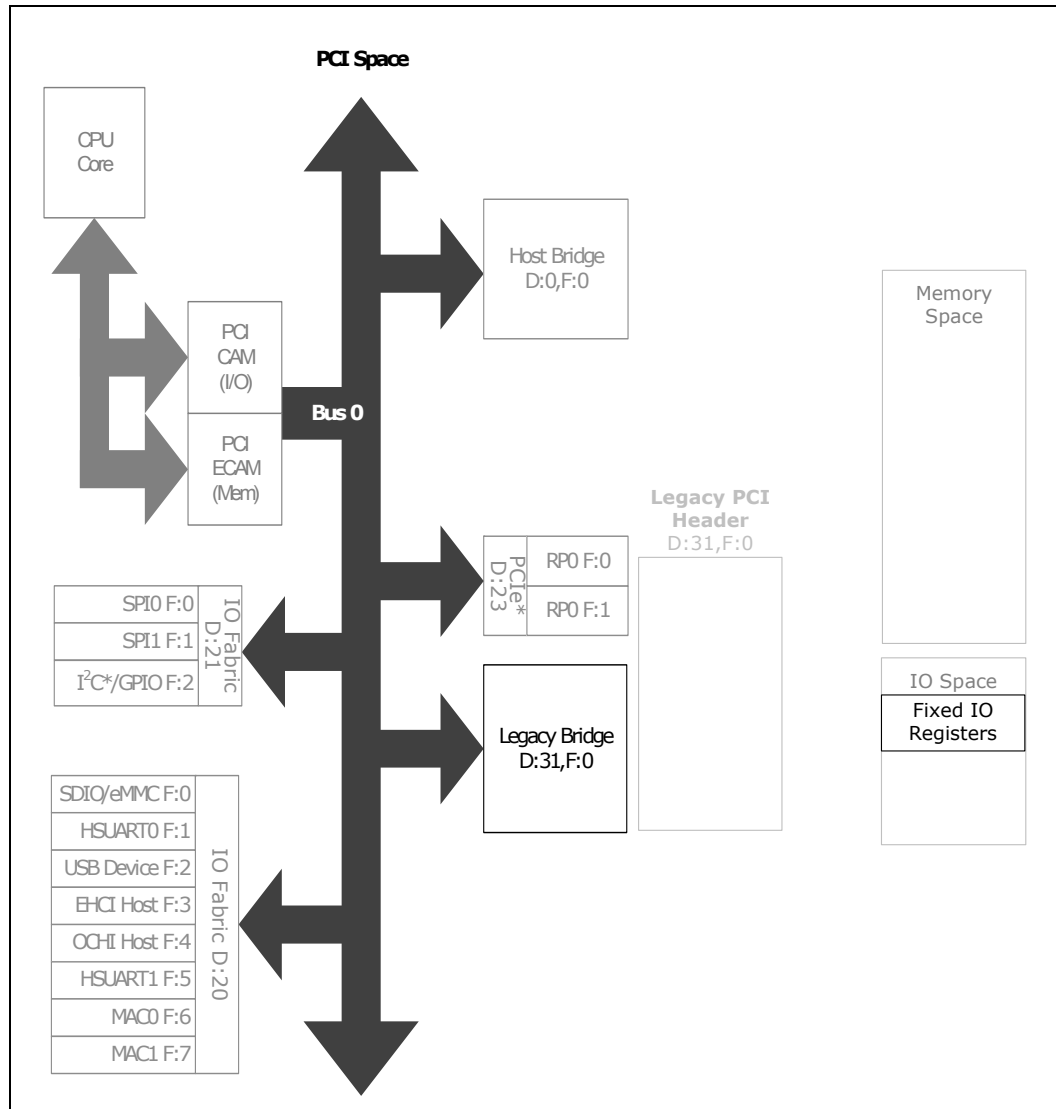 PCI Space
CPU
Core
Host Bridge
D:0,F:0
Memory
Space
PCI
CAM
(I/O)
Bus 0
PCI
ECAM
(Mem)
Legacy PCI
Header
D:31,F:0
PCIe*
D:23
RP0 F:0
RP0 F:1
SPI0 F:0
SPI1 F:1
I²C*/GPIO F:2
IO Fabric
D:21
IO Space
Fixed IO
Registers
Legacy Bridge
D:31,F:0
SDIO/eMMC F:0
HSUART0 F:1
USB Device F:2
EHCI Host F:3
OCHI Host F:4
HSUART1 F:5
MAC0 F:6
MAC1 F:7
IO Fabric D:20